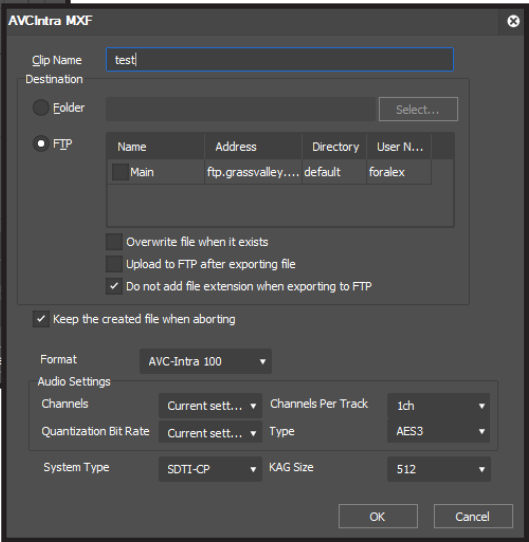 AVCIntra MXF
Clip Name test
Destination
Folder Select...
FTP
Name Address Directory User N...
Main ftp.grassvalley.... default foralex
Overwrite file when it exists
Upload to FTP after exporting file
Do not add file extension when exporting to FTP
Keep the created file when aborting
Format AVC-Intra 100
Audio Settings
Channels Current sett... Channels Per Track 1ch
Quantization Bit Rate Current sett... Type AES3
System Type SDTI-CP KAG Size 512
OK Cancel